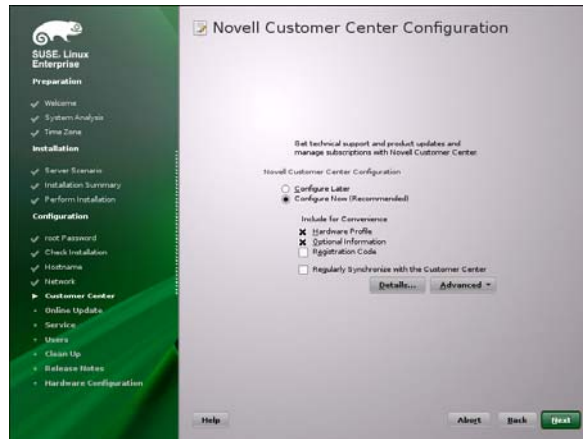 SUSE. Linux
Enterprise
Preparation
Welcome
System Analysis
Time Zone
Installation
Server Scenario
Installation Summary
Perform Installation
Configuration
root Password
Check Installation
Hostname
Network
Customer Center
Online Update
Service
Users
Clean Up
Release Notes
Hardware Configuration
Novell Customer Center Configuration
Get technical support and product updates and
manage subscriptions with Novell Customer Center.
Novell Customer Center Configuration
Configure Later
Configure Now (Recommended)
Include for Convenience
Hardware Profile
Optional Information
Registration Code
Regularly Synchronize with the Customer Center
Details... Advanced
Help Abort Back Next